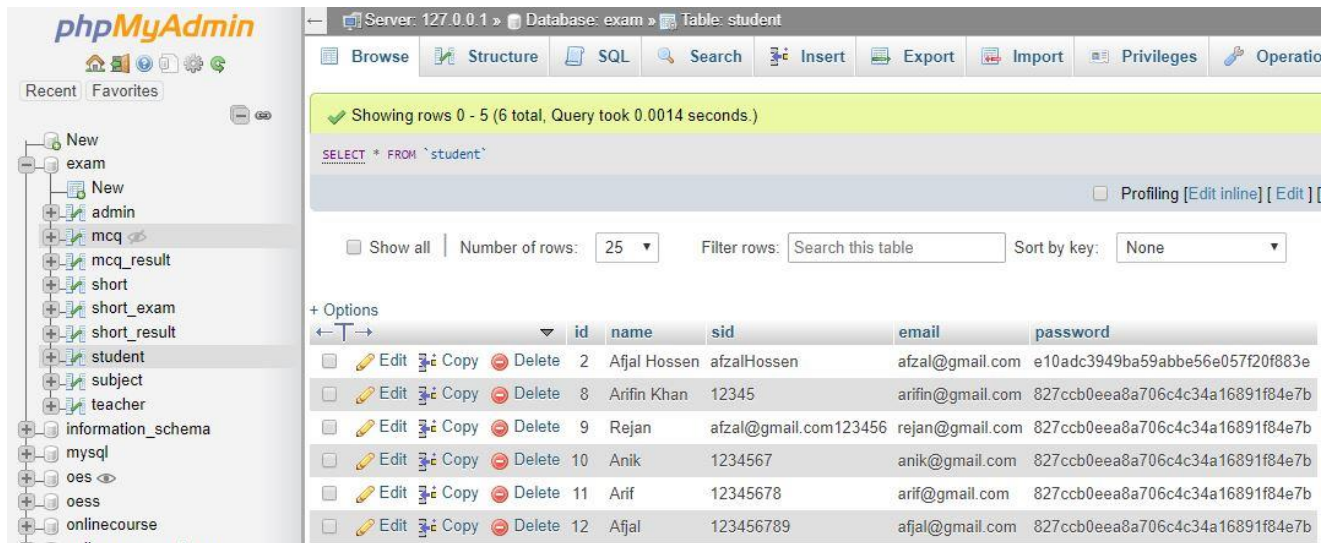 phpMyAdmin
Recent Favorites
New
exam
New
admin
mcq
mcq_result
short
short_exam
short_result
student
subject
teacher
information_schema
mysql
oes
oess
onlinecourse
Server: 127.0.0.1 » Database: exam » Table: student
Browse Structure SQL Search Insert Export Import Privileges Operatio
Showing rows 0 - 5 (6 total, Query took 0.0014 seconds.)
SELECT * FROM `student`
Profiling [Edit inline] [ Edit ] [
Show all | Number of rows: 25 Filter rows: Search this table Sort by key: None
+ Options
←T→ id name sid email password
Edit Copy Delete 2 Afjal Hossen afzalHossen afzal@gmail.com e10adc3949ba59abbe56e057f20f883e
Edit Copy Delete 8 Arifin Khan 12345 arifin@gmail.com 827ccb0eea8a706c4c34a16891f84e7b
Edit Copy Delete 9 Rejan afzal@gmail.com123456 rejan@gmail.com 827ccb0eea8a706c4c34a16891f84e7b
Edit Copy Delete 10 Anik 1234567 anik@gmail.com 827ccb0eea8a706c4c34a16891f84e7b
Edit Copy Delete 11 Arif 12345678 arif@gmail.com 827ccb0eea8a706c4c34a16891f84e7b
Edit Copy Delete 12 Afjal 123456789 afjal@gmail.com 827ccb0eea8a706c4c34a16891f84e7b